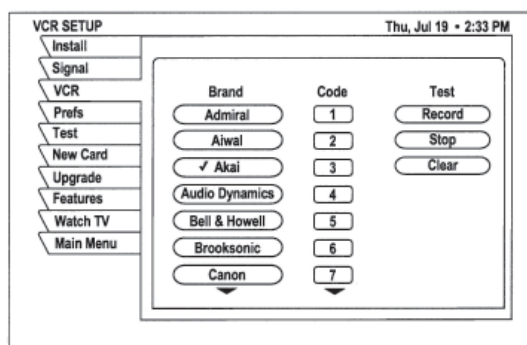 VCR SETUP Thu, Jul 19 • 2:33 PM
Install
Signal
VCR
Prefs
Test
New Card
Upgrade
Features
Watch TV
Main Menu
Brand Code Test
Admiral 1 Record
Aiwal 2 Stop
✓ Akai 3 Clear
Audio Dynamics 4
Bell & Howell 5
Brooksonic 6
Canon 7